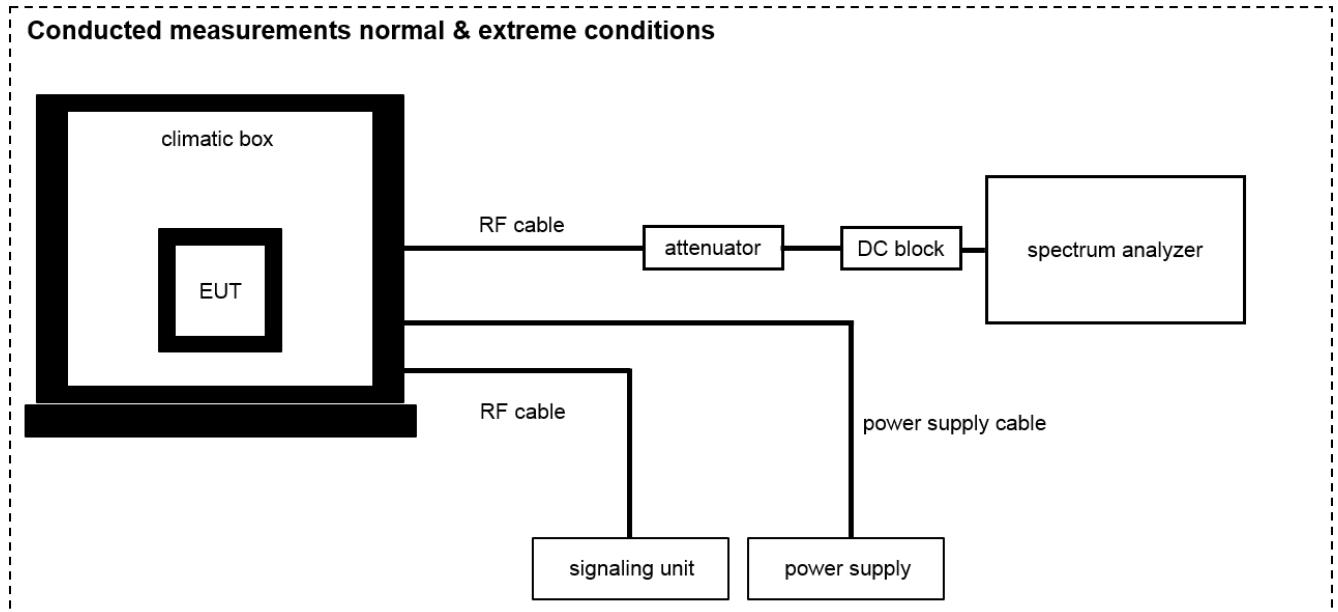 Conducted measurements normal & extreme conditions
climatic box
RF cable
attenuator
DC block
spectrum analyzer
EUT
RF cable
power supply cable
signaling unit
power supply